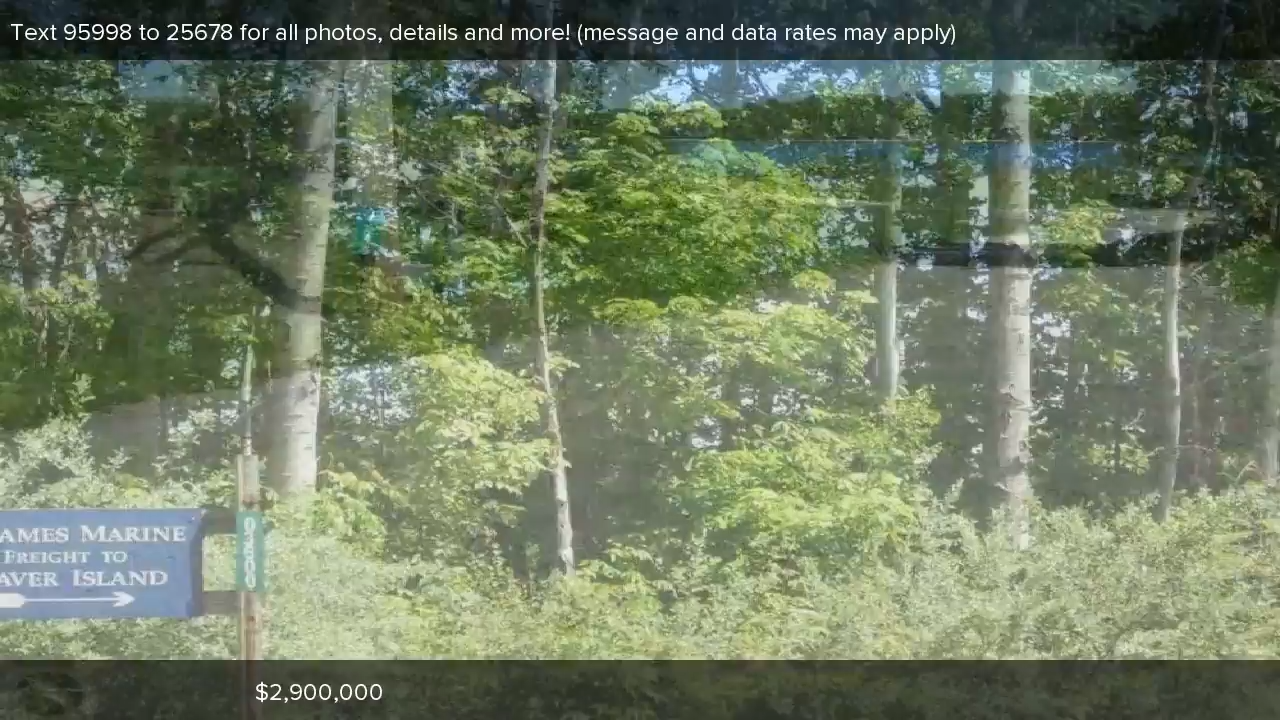 Text 95998 to 25678 for all photos, details and more! (message and data rates may apply)
AMES MARINE
FREIGHT TO
AVER ISLAND
$2,900,000